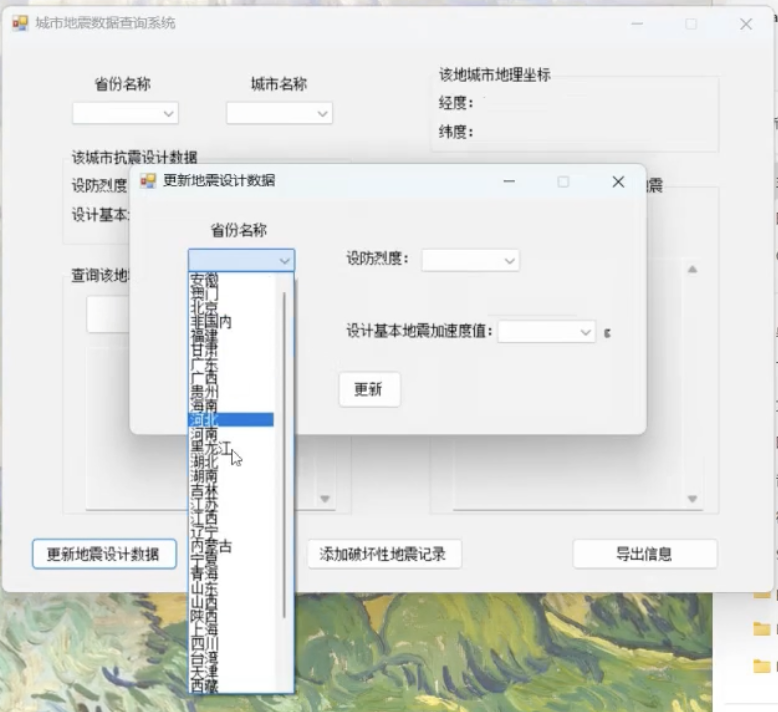 城市地震数据查询系统
省份名称
城市名称
该地城市地理坐标
经度:
纬度:
该城市抗震设计数据
设防烈度
设计基本
震
查询该地
更新地震设计数据
省份名称
设防烈度:
设计基本地震加速度值:
g
更新
安徽
澳门
北京
非国内
福建
甘肃
广东
广西
贵州
海南
河北
河南
黑龙江
湖北
湖南
吉林
江苏
江西
辽宁
内蒙古
宁夏
青海
山东
山西
陕西
上海
四川
台湾
天津
西藏
更新地震设计数据
添加破坏性地震记录
导出信息